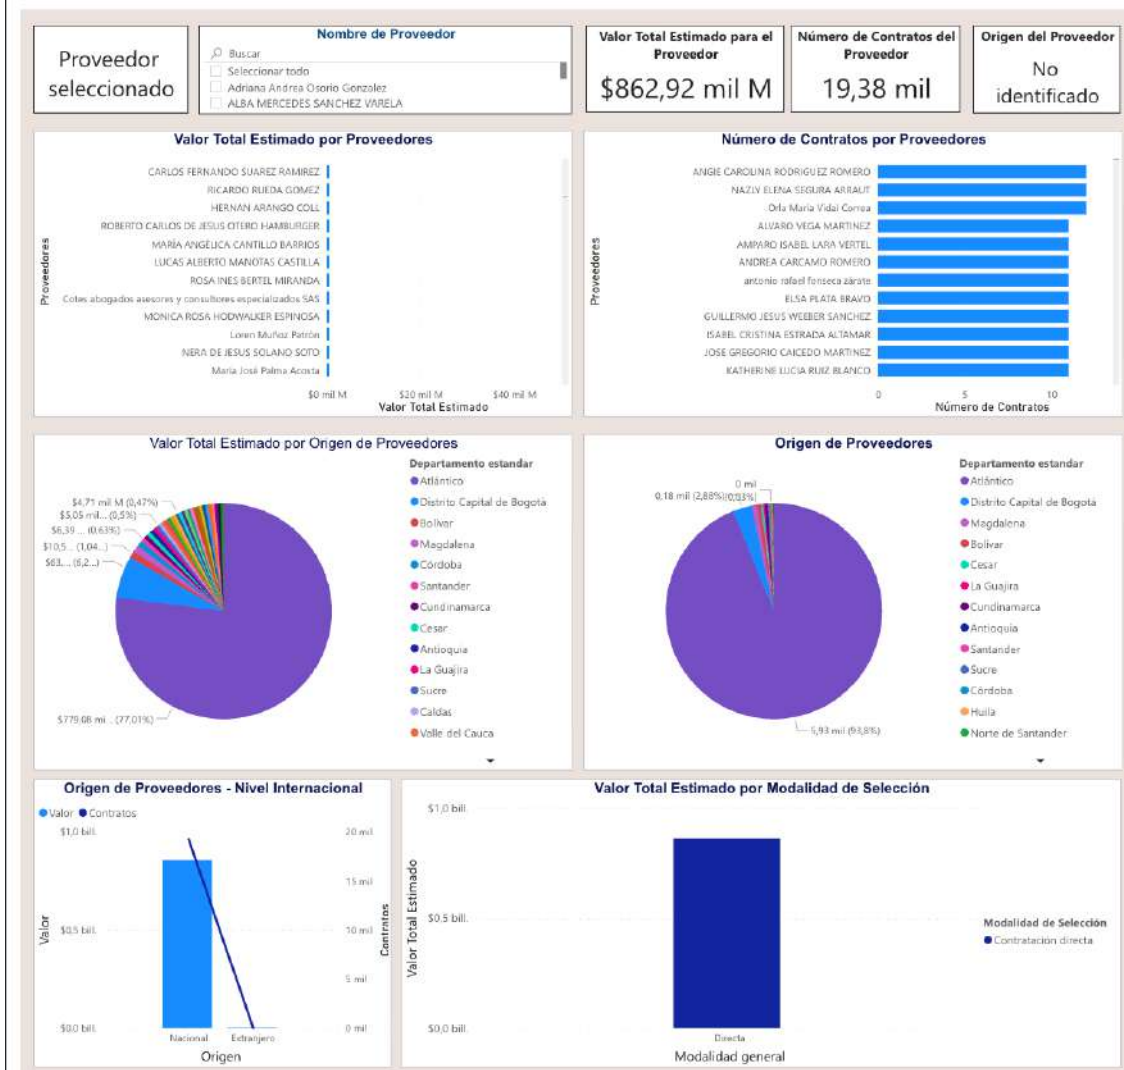 Proveedor
seleccionado
Nombre de Proveedor
Buscar
Seleccionar todo
Adriana Andrea Osorio Gonzalez
ALBA MERCEDES SANCHEZ VARELA
Valor Total Estimado para el
Proveedor
$862,92 mil M
Número de Contratos del
Proveedor
19,38 mil
Origen del Proveedor
No
identificado
Valor Total Estimado por Proveedores
Proveedores
CARLOS FERNANDO SUAREZ RAMIREZ
RICARDO RUEDA GOMEZ
HERNAN ARANGO COLL
ROBERTO CARLOS DE JESUS OTERO HAMBURGER
MARÍA ANGÉLICA CANTILLO BARRIOS
LUCAS ALBERTO MANOTAS CASTILLA
ROSA INES BERTEL MIRANDA
Cotes abogados asesores y consultores especializados SAS
MONICA ROSA HODWALKER ESPINOSA
Loren Muñoz Patrón
NERA DE JESUS SOLANO SOTO
Maria José Palma Acosta
$0 mil M $20 mil M $40 mil M
Valor Total Estimado
Número de Contratos por Proveedores
Proveedores
ANGIE CAROLINA RODRIGUEZ ROMERO
NAZLY ELENA SEGURA ARRAUT
Orla Maria Vidal Correa
ALVARO VEGA MARTINEZ
AMPARO ISABEL LARA VERTEL
ANDREA CARCAMO ROMERO
antonio rafael fonseca zárate
ELSA PLATA BRAVO
GUILLERMO JESUS WEEBER SANCHEZ
ISABEL CRISTINA ESTRADA ALTAMAR
JOSE GREGORIO CAICEDO MARTINEZ
KATHERINE LUCIA RUIZ BLANCO
0 5 10
Número de Contratos
Valor Total Estimado por Origen de Proveedores
$4,71 mil M (0,47%)
$5,05 mil... (0,5%)
$6,39 ... (0,63%)
$10,5... (1,04...)
$63,... (6,2...)
$779,08 mi... (77,01%)
Departamento estandar
Atlántico
Distrito Capital de Bogotá
Bolívar
Magdalena
Córdoba
Santander
Cundinamarca
Cesar
Antioquia
La Guajira
Sucre
Caldas
Valle del Cauca
Origen de Proveedores
0 mil
0,18 mil (2,88%)
5,93 mil (93,8%)
Departamento estandar
Atlántico
Distrito Capital de Bogotá
Magdalena
Bolívar
Cesar
La Guajira
Cundinamarca
Antioquia
Santander
Sucre
Córdoba
Huila
Norte de Santander
Origen de Proveedores - Nivel Internacional
Valor Contratos
$1,0 bill. 20 mil
15 mil
$0,5 bill. 10 mil
5 mil
$0,0 bill. 0 mil
Valor
Contratos
Nacional Extranjero
Origen
Valor Total Estimado por Modalidad de Selección
Valor Total Estimado
$1,0 bill.
$0,5 bill.
$0,0 bill.
Directa
Modalidad general
Modalidad de Selección
Contratación directa